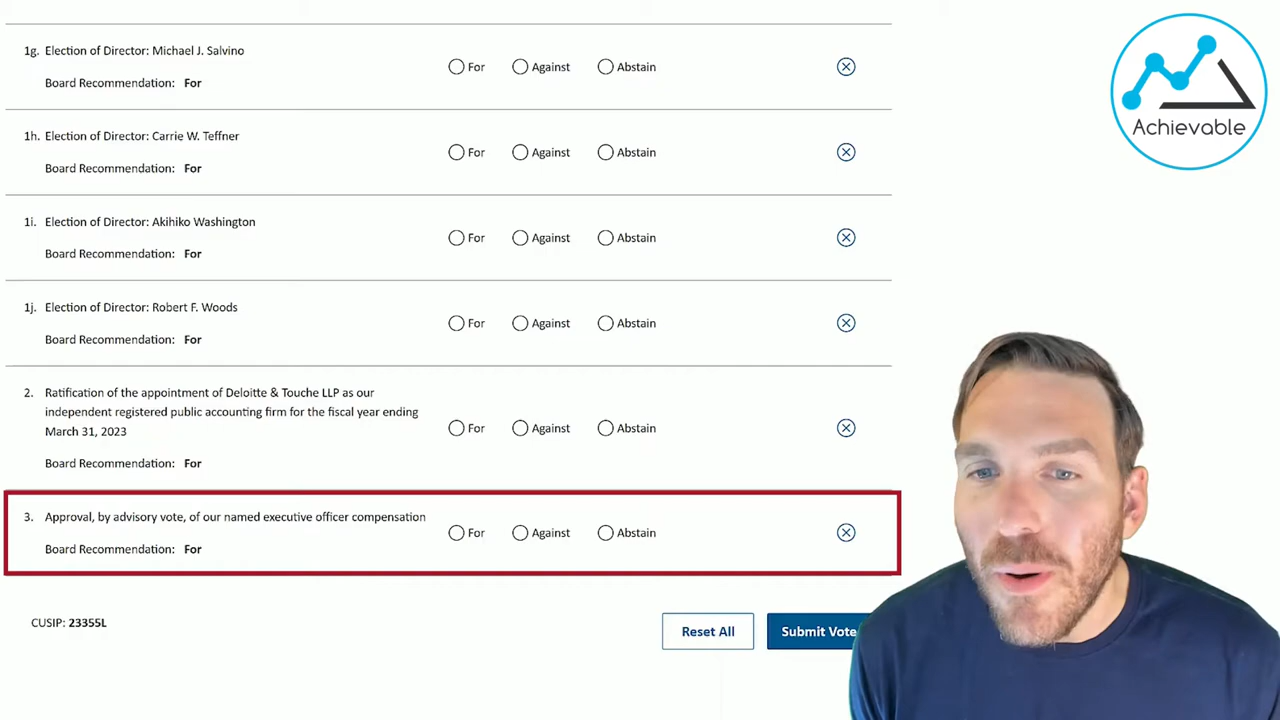 1g. Election of Director: Michael J. Salvino
Board Recommendation: For
For Against Abstain
1h. Election of Director: Carrie W. Teffner
Board Recommendation: For
For Against Abstain
1i. Election of Director: Akihiko Washington
Board Recommendation: For
For Against Abstain
1j. Election of Director: Robert F. Woods
Board Recommendation: For
For Against Abstain
2. Ratification of the appointment of Deloitte & Touche LLP as our
independent registered public accounting firm for the fiscal year ending
March 31, 2023
Board Recommendation: For
For Against Abstain
3. Approval, by advisory vote, of our named executive officer compensation
Board Recommendation: For
For Against Abstain
CUSIP: 23355L
Reset All
Submit Vote
Achievable